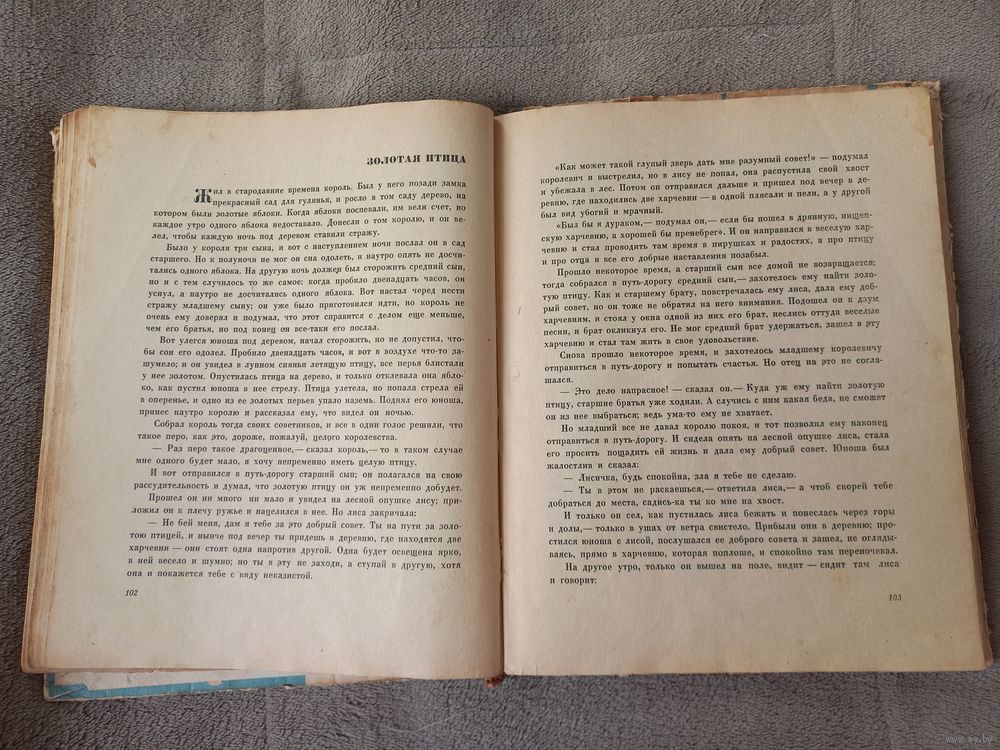 ЗОЛОТАЯ ПТИЦА
Жил в стародавние времена король. Был у него позади замка
прекрасный сад для гулянья, и росло в том саду дерево, на
котором были золотые яблоки. Когда яблоки поспевали, им вели счет, но
каждое утро одного яблока недоставало. Донесли о том королю, и он ве-
лел, чтобы каждую ночь под деревом ставили стражу.
Было у короля три сына, и вот с наступлением ночи послал он в сад
старшего. Но к полуночи не мог он сна одолеть, и наутро опять не досчи-
тались одного яблока. На другую ночь должен был сторожить средний сын,
но и с тем случилось то же самое: когда пробило двенадцать часов, он
уснул, а наутро не досчитались одного яблока. Вот настал черед нести
стражу младшему сыну; он уже было приготовился идти, но король не
очень ему доверял и подумал, что этот справится с делом еще меньше,
чем его братья, но под конец он все-таки его послал.
Вот улегся юноша под деревом, начал сторожить, но не допустил, что-
бы сон его одолел. Пробило двенадцать часов, и вот в воздухе что-то за-
шумело; и он увидел в лунном сиянье летящую птицу, все перья блистали
у нее золотом. Опустилась птица на дерево, и только отклевала она ябло-
ко, как пустил юноша в нее стрелу. Птица улетела, но попала стрела ей
в оперенье, и одно из ее золотых перьев упало наземь. Поднял его юноша,
принес наутро королю и рассказал ему, что видел он ночью.
Собрал король тогда своих советников, и все в один голос решили, что
такое перо, как это, дороже, пожалуй, целого королевства.
— Раз перо такое драгоценное,— сказал король,— то в таком случае
мне одного будет мало, я хочу непременно иметь целую птицу.
И вот отправился в путь-дорогу старший сын; он полагался на свою
рассудительность и думал, что золотую птицу он уж непременно добудет.
Прошел он ни много ни мало и увидел на лесной опушке лису; при-
ложил он к плечу ружье и нацелился в нее. Но лиса закричала:
— Не бей меня, дам я тебе за это добрый совет. Ты на пути за золо-
тою птицей, и нынче под вечер ты придешь в деревню, где находятся две
харчевни — они стоят одна напротив другой. Одна будет освещена ярко,
в ней весело и шумно; но ты в эту не заходи, а ступай в другую, хотя
она и покажется тебе с виду неказистой.
102
«Как может такой глупый зверь дать мне разумный совет!» — подумал
королевич и выстрелил, но в лису не попал, она распустила свой хвост
и убежала в лес. Потом он отправился дальше и пришел под вечер в де-
ревню, где находились две харчевни — в одной плясали и пели, а у другой
был вид убогий и мрачный.
«Был бы я дураком,— подумал он,— если бы пошел в дрянную, нищен-
скую харчевню, а хорошей бы пренебрег». И он направился в веселую хар-
чевню и стал проводить там время в пирушках и радостях, а про птицу
и про отца и все его добрые наставления позабыл.
Прошло некоторое время, а старший сын все домой не возвращается;
тогда собрался в путь-дорогу средний сын,— захотелось ему найти золо-
тую птицу. Как и старшему брату, повстречалась ему лиса, дала ему доб-
рый совет, но он тоже не обратил на него внимания. Подошел он к двум
харчевням, и стоял у окна одной из них его брат, неслись оттуда веселые
песни, и брат окликнул его. Не мог средний брат удержаться, зашел в эту
харчевню и стал там жить в свое удовольствие.
Снова прошло некоторое время, и захотелось младшему королевичу
отправиться в путь-дорогу и попытать счастья. Но отец на это не согла-
шался.
— Это дело напрасное! — сказал он.— Куда уж ему найти золотую
птицу, старшие братья уже ходили. А случись с ним какая беда, не сможет
он из нее выбраться; ведь ума-то ему не хватает.
Но младший все не давал королю покоя, и тот позволил ему наконец
отправиться в путь-дорогу. И сидела опять на лесной опушке лиса, стала
его просить пощадить ей жизнь и дала ему добрый совет. Юноша был
жалостлив и сказал:
— Лисичка, будь спокойна, зла я тебе не сделаю.
— Ты в этом не раскаешься,— ответила лиса,— а чтоб скорей тебе
добраться до места, садись-ка ты ко мне на хвост.
И только он сел, как пустилась лиса бежать и понеслась через горы
и долы,— только в ушах от ветра свистело. Прибыли они в деревню; про-
стился юноша с лисой, послушался ее доброго совета и зашел, не огляды-
ваясь, прямо в харчевню, которая поплоше, и спокойно там переночевал.
На другое утро, только он вышел на поле, видит — сидит там лиса
и говорит:
103
www.ay.by